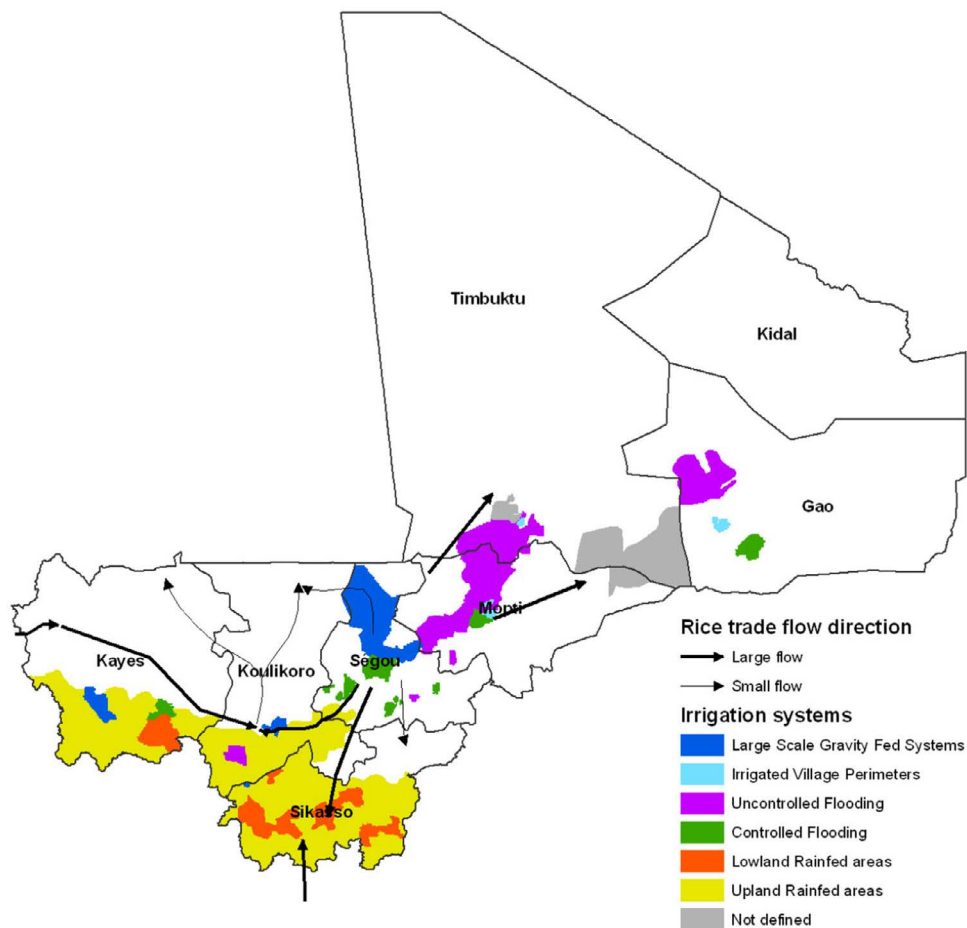 Timbuktu
Kidal
Gao
Mopti
Kayes
Koulikoro
Ségou
Sikasso
Rice trade flow direction
Large flow
Small flow
Irrigation systems
Large Scale Gravity Fed Systems
Irrigated Village Perimeters
Uncontrolled Flooding
Controlled Flooding
Lowland Rainfed areas
Upland Rainfed areas
Not defined